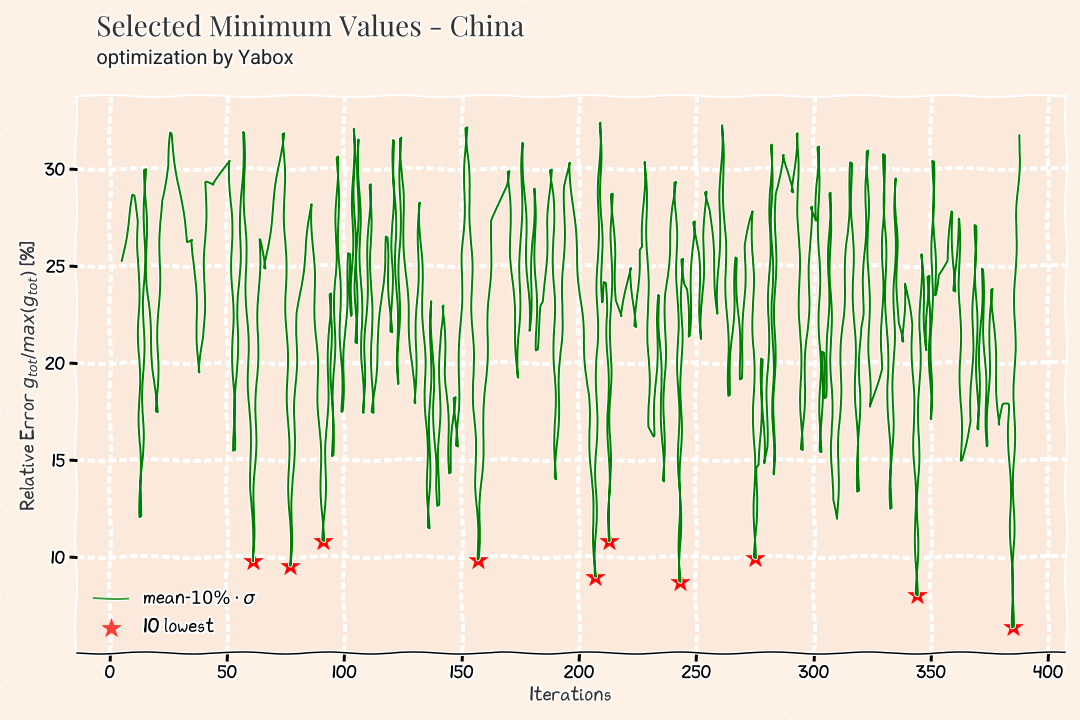 Selected Minimum Values - China
optimization by Yabox
Relative Error g_tot/max(g_tot) [%]
30
25
20
15
10
mean-10% · σ
10 lowest
0 50 100 150 200 250 300 350 400
Iterations